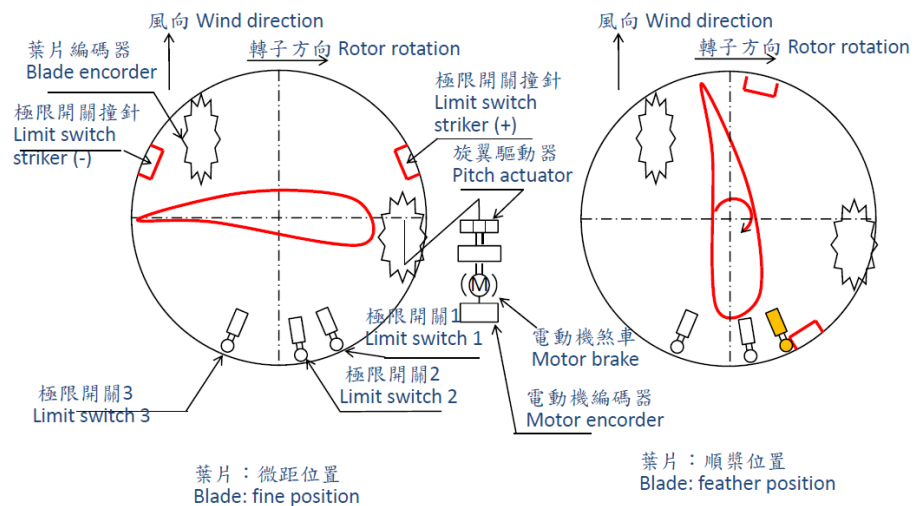 風向 Wind direction
轉子方向 Rotor rotation
葉片編碼器
Blade encorder
極限開關撞針
Limit switch
striker (-)
極限開關撞針
Limit switch
striker (+)
旋翼驅動器
Pitch actuator
M
極限開關1
Limit switch 1
極限開關2
Limit switch 2
極限開關3
Limit switch 3
電動機煞車
Motor brake
電動機編碼器
Motor encorder
葉片：微距位置
Blade: fine position
風向 Wind direction
轉子方向 Rotor rotation
葉片：順槳位置
Blade: feather position